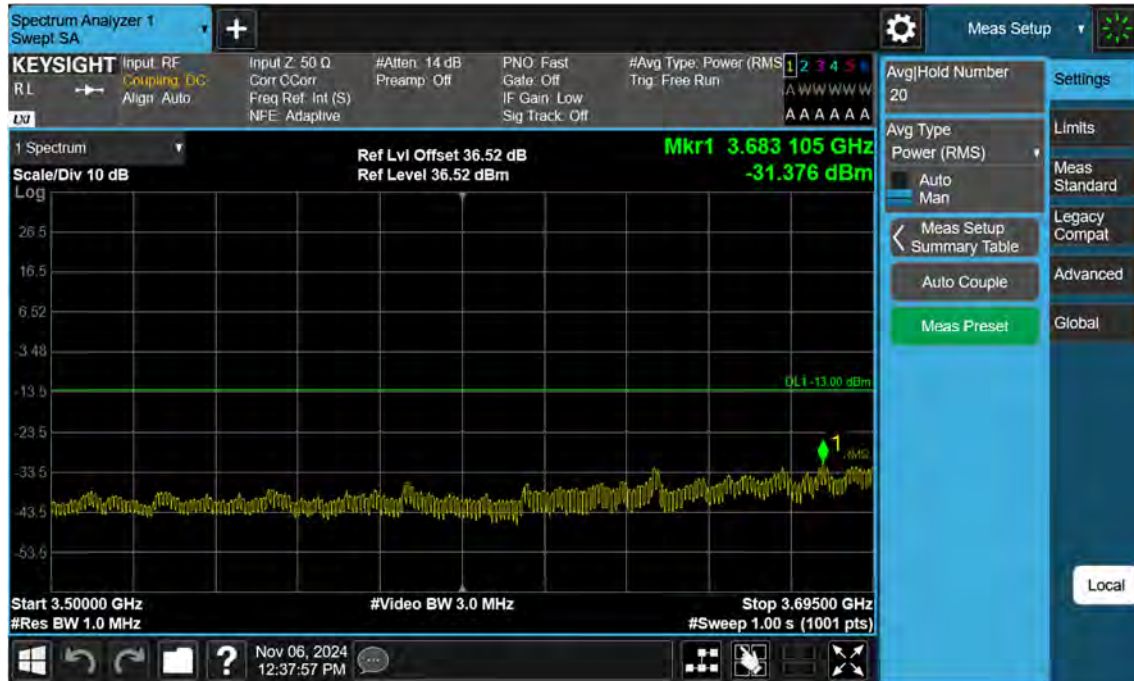 Spectrum Analyzer 1
Swept SA
+
Meas Setup
KEYSIGHT
RL
LXI
Input: RF
Coupling: DC
Align: Auto
Input Z: 50 Ω
Corr CCorr
Freq Ref: Int (S)
NFE: Adaptive
#Atten: 14 dB
Preamp: Off
PNO: Fast
Gate: Off
IF Gain: Low
Sig Track: Off
#Avg Type: Power (RMS
Trig: Free Run
1 2 3 4 5 6
A W W W W W
A A A A A A
1 Spectrum
Scale/Div 10 dB
Log
Ref Lvl Offset 36.52 dB
Ref Level 36.52 dBm
Mkr1 3.683 105 GHz
-31.376 dBm
26.5
16.5
6.52
-3.48
-13.5
-23.5
-33.5
-43.5
-53.5
DL1 -13.00 dBm
1
RMS
Start 3.50000 GHz
#Res BW 1.0 MHz
#Video BW 3.0 MHz
Stop 3.69500 GHz
#Sweep 1.00 s (1001 pts)
?
Nov 06, 2024
12:37:57 PM
Avg|Hold Number
20
Avg Type
Power (RMS)
Auto
Man
Meas Setup
Summary Table
Auto Couple
Meas Preset
Settings
Limits
Meas
Standard
Legacy
Compat
Advanced
Global
Local